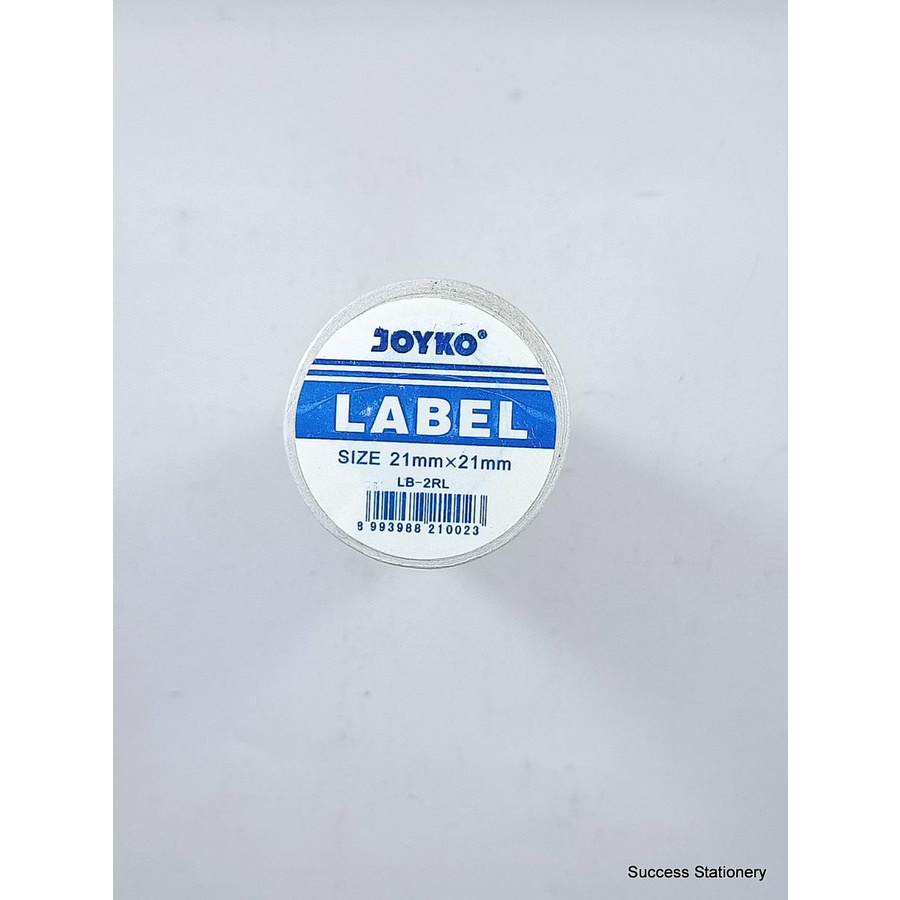 JOYKO®
LABEL
SIZE 21mm×21mm
LB-2RL
8 993988 210023
Success Stationery